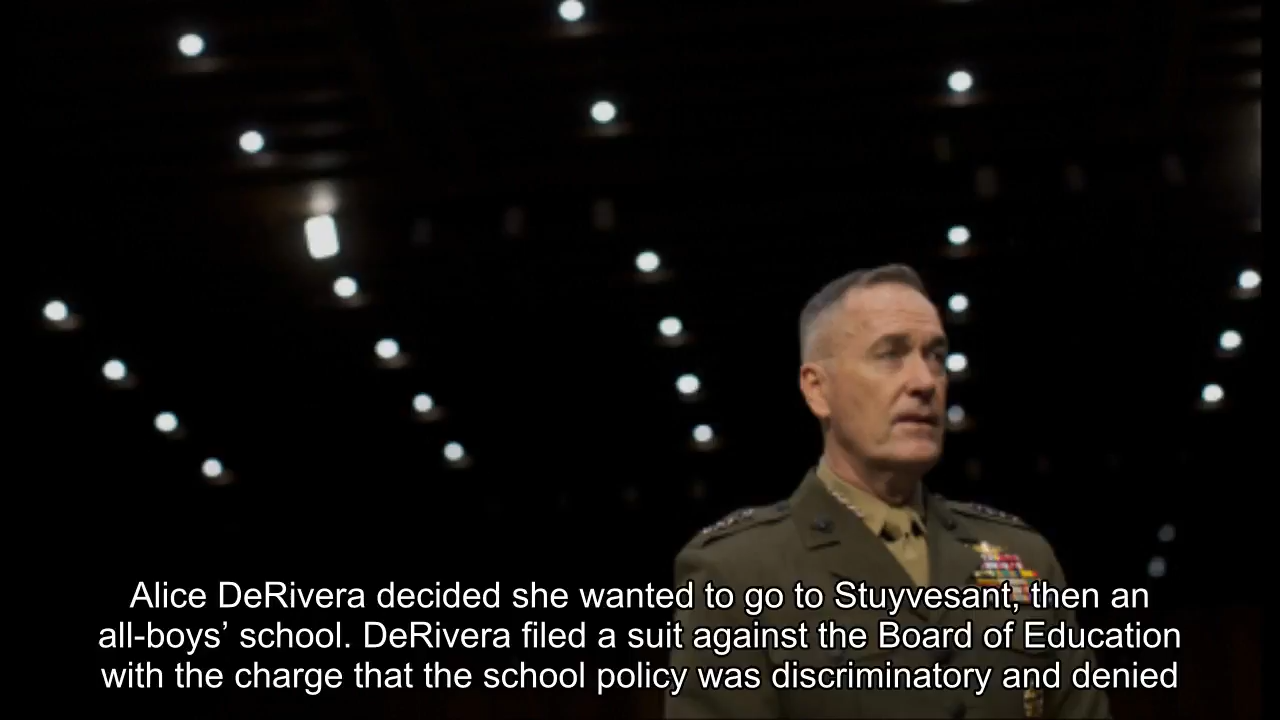 Alice DeRivera decided she wanted to go to Stuyvesant, then an
all-boys’ school. DeRivera filed a suit against the Board of Education
with the charge that the school policy was discriminatory and denied